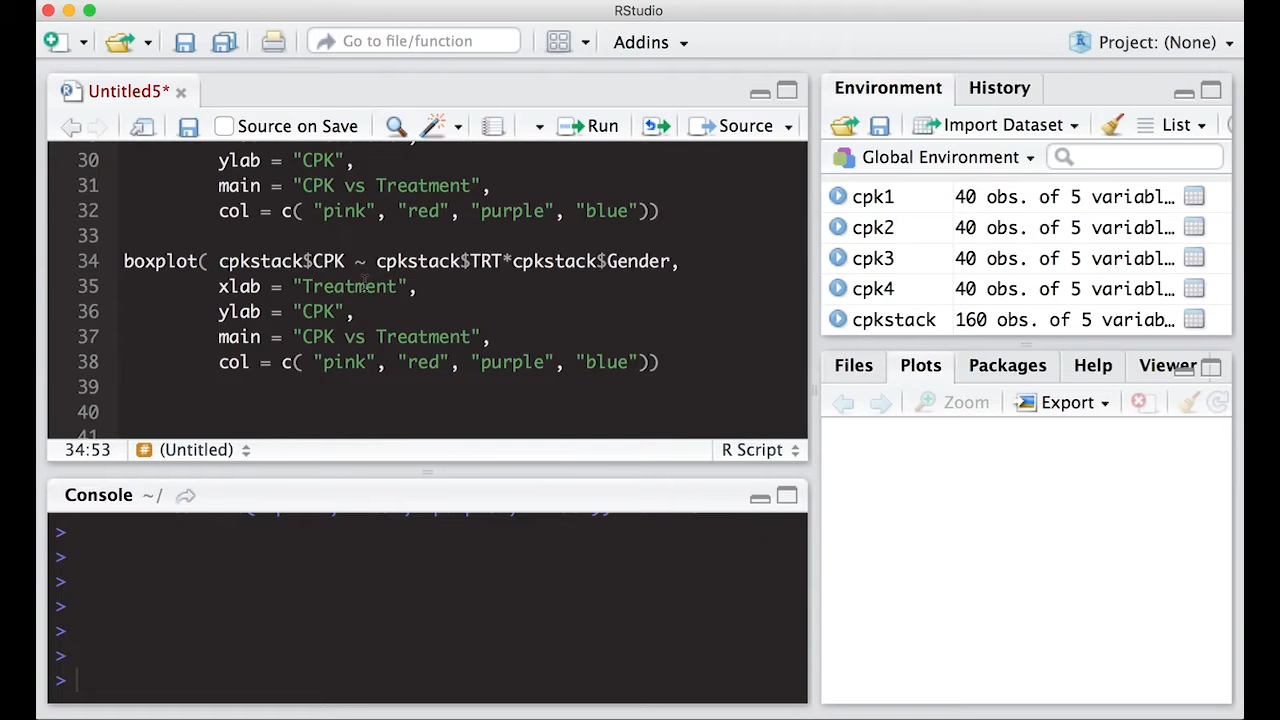 RStudio
Go to file/function
Addins
Project: (None)
Untitled5*
Source on Save
Run
Source
30 ylab = "CPK",
31 main = "CPK vs Treatment",
32 col = c( "pink", "red", "purple", "blue"))
33
34 boxplot( cpkstack$CPK ~ cpkstack$TRT*cpkstack$Gender,
35 xlab = "Treatment",
36 ylab = "CPK",
37 main = "CPK vs Treatment",
38 col = c( "pink", "red", "purple", "blue"))
39
40
41
34:53 # (Untitled) R Script
Console ~/
>
>
>
>
>
>
>
Environment History
Import Dataset List
Global Environment
cpk1 40 obs. of 5 variabl…
cpk2 40 obs. of 5 variabl…
cpk3 40 obs. of 5 variabl…
cpk4 40 obs. of 5 variabl…
cpkstack 160 obs. of 5 variab…
Files Plots Packages Help Viewer
Zoom Export